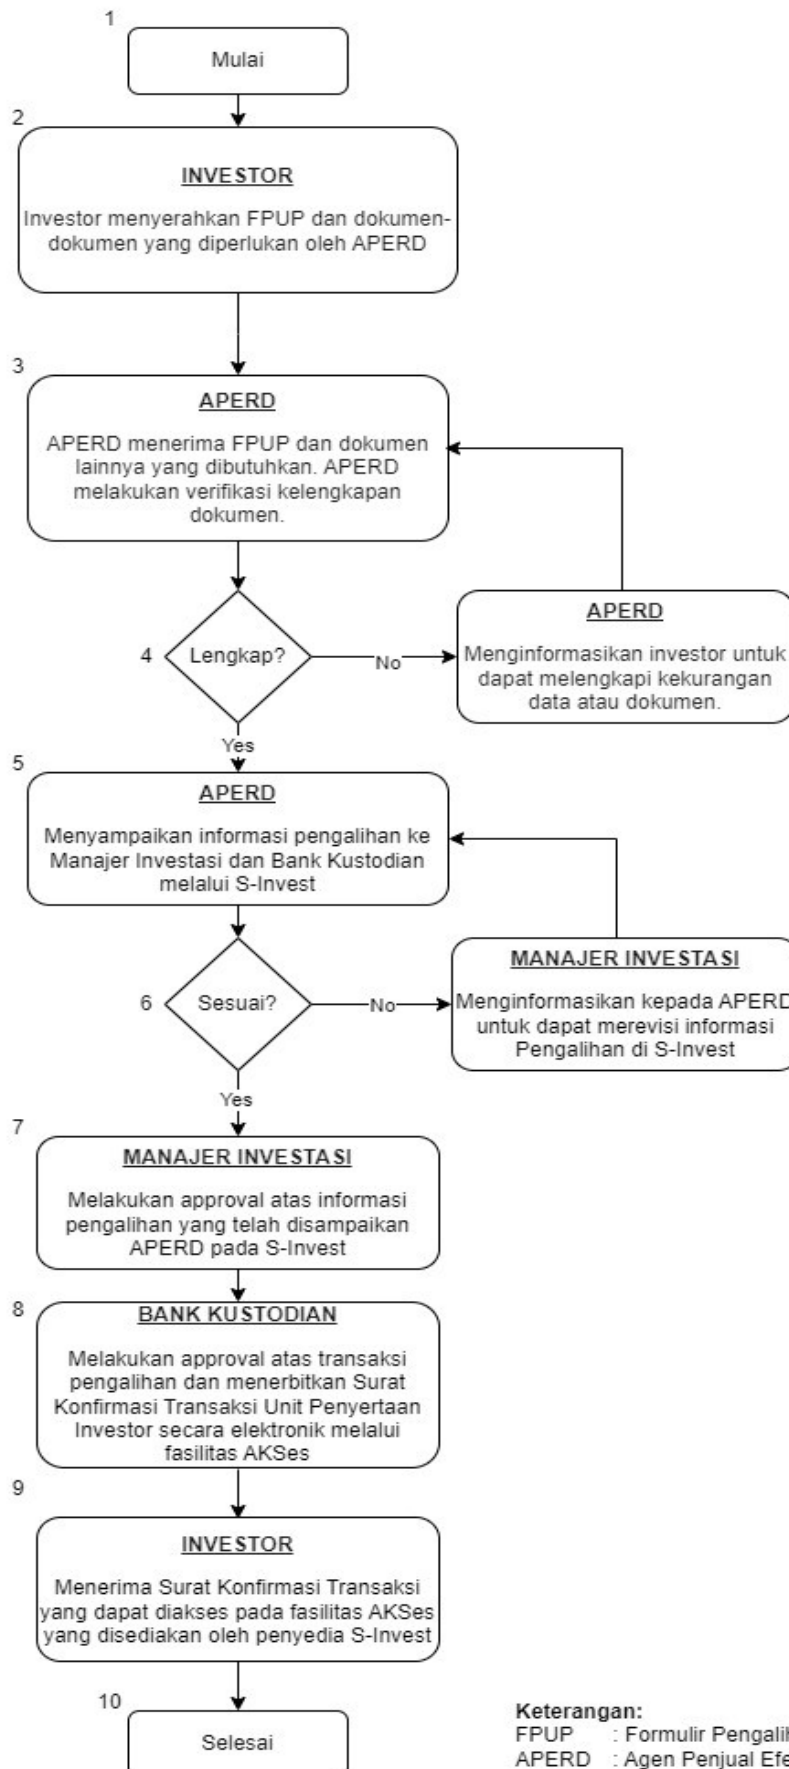 1
Mulai
2
INVESTOR
Investor menyerahkan FPUP dan dokumen-
dokumen yang diperlukan oleh APERD
3
APERD
APERD menerima FPUP dan dokumen
lainnya yang dibutuhkan. APERD
melakukan verifikasi kelengkapan
dokumen.
4
Lengkap?
No
APERD
Menginformasikan investor untuk
dapat melengkapi kekurangan
data atau dokumen.
Yes
5
APERD
Menyampaikan informasi pengalihan ke
Manajer Investasi dan Bank Kustodian
melalui S-Invest
6
Sesuai?
No
MANAJER INVESTASI
Menginformasikan kepada APERD
untuk dapat merevisi informasi
Pengalihan di S-Invest
Yes
7
MANAJER INVESTASI
Melakukan approval atas informasi
pengalihan yang telah disampaikan
APERD pada S-Invest
8
BANK KUSTODIAN
Melakukan approval atas transaksi
pengalihan dan menerbitkan Surat
Konfirmasi Transaksi Unit Penyertaan
Investor secara elektronik melalui
fasilitas AKSes
9
INVESTOR
Menerima Surat Konfirmasi Transaksi
yang dapat diakses pada fasilitas AKSes
yang disediakan oleh penyedia S-Invest
10
Selesai
Keterangan:
FPUP : Formulir
APERD : Agen Penjual